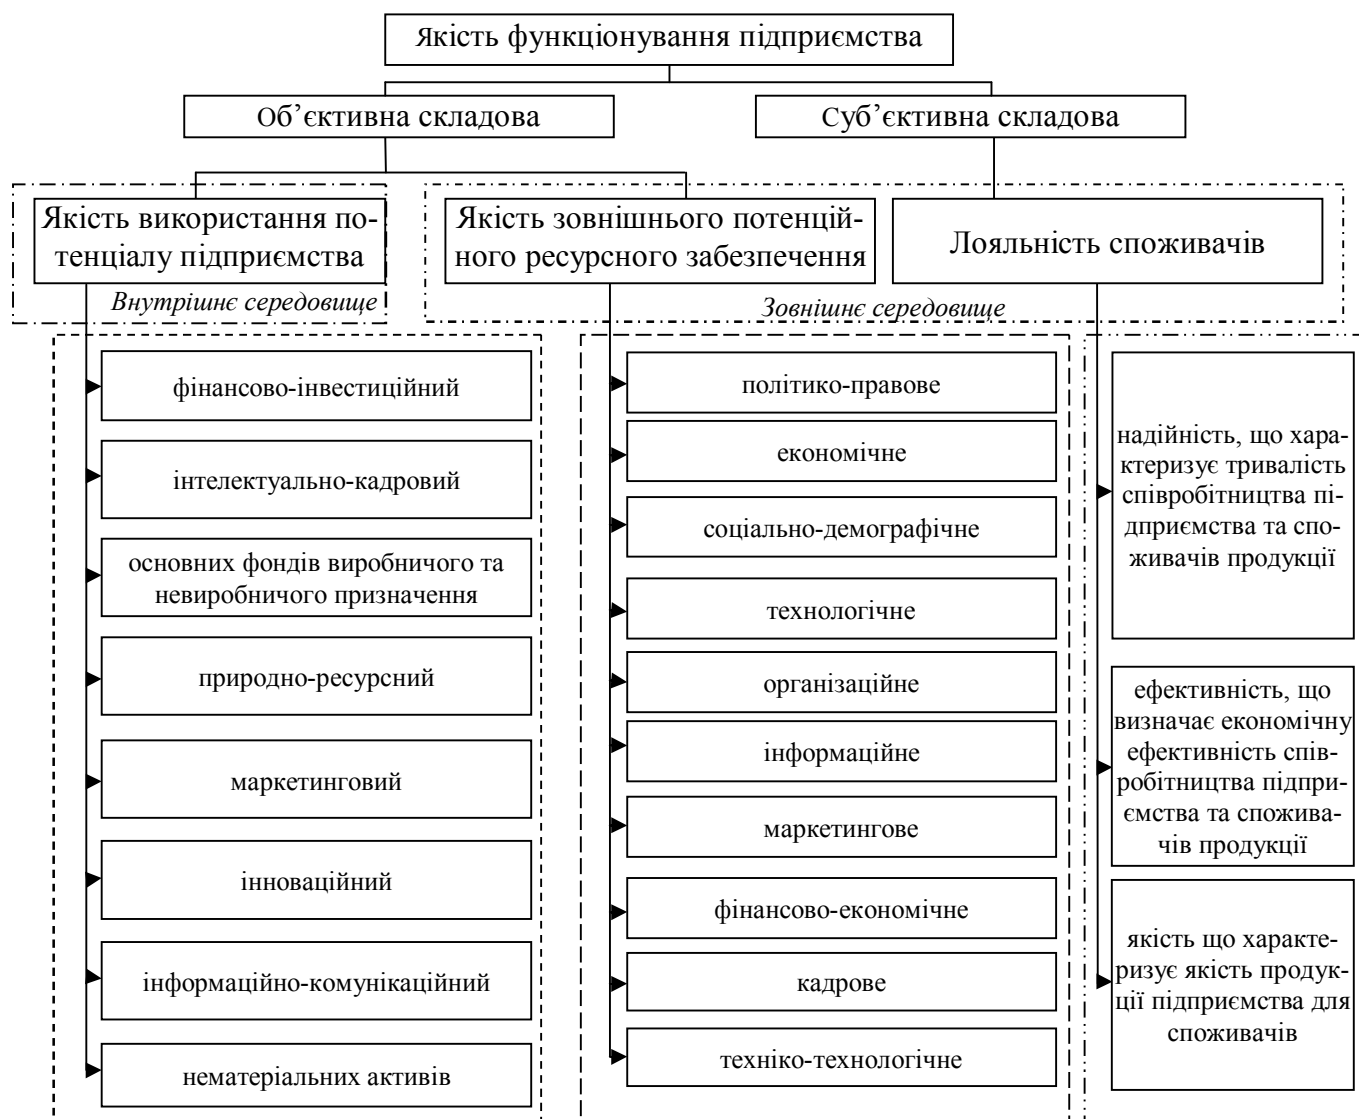 Якість функціонування підприємства
Об’єктивна складова
Суб’єктивна складова
Якість використання по-
тенціалу підприємства
Внутрішнє середовище
Якість зовнішнього потенцій-
ного ресурсного забезпечення
Лояльність споживачів
Зовнішнє середовище
фінансово-інвестиційний
інтелектуально-кадровий
основних фондів виробничого та
невиробничого призначення
природно-ресурсний
маркетинговий
інноваційний
інформаційно-комунікаційний
нематеріальних активів
політико-правове
економічне
соціально-демографічне
технологічне
організаційне
інформаційне
маркетингове
фінансово-економічне
кадрове
техніко-технологічне
надійність, що хара-
ктеризує тривалість
співробітництва пі-
дприємства та спо-
живачів продукції
ефективність, що
визначає економічну
ефективність спів-
робітництва підпри-
ємства та спожива-
чів продукції
якість що характе-
ризує якість продук-
ції підприємства для
споживачів